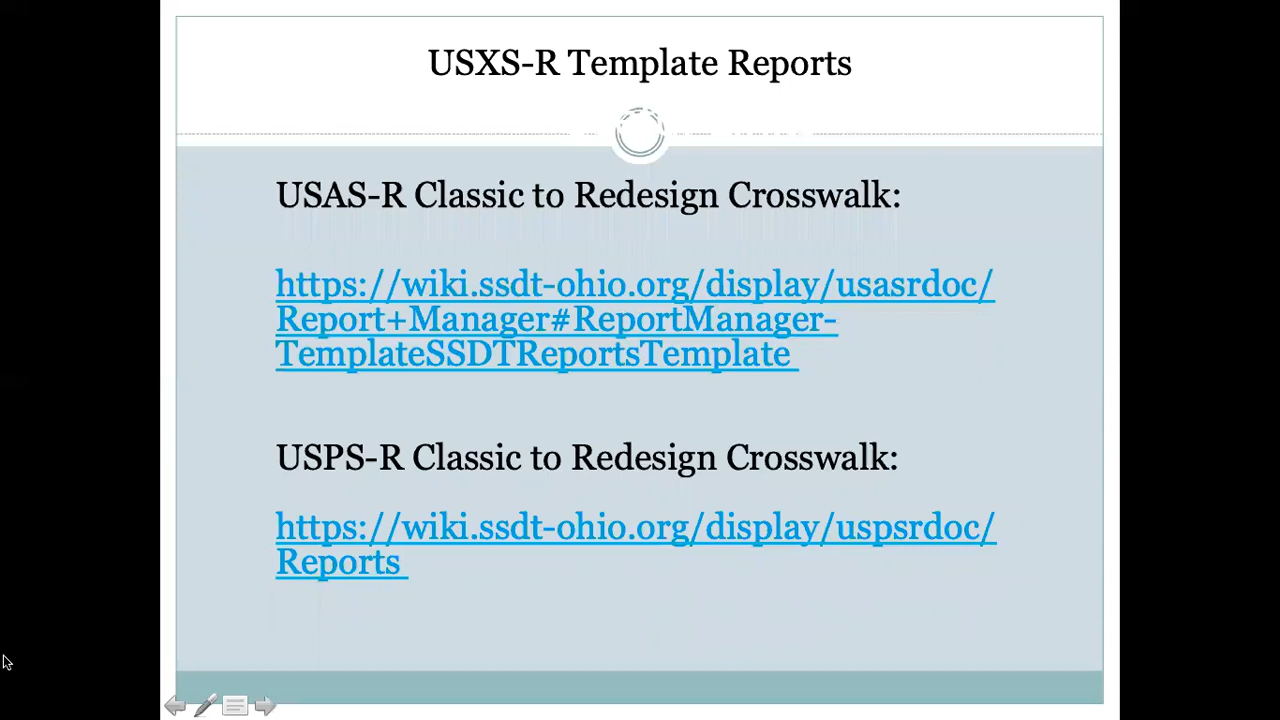 USXS-R Template Reports
USAS-R Classic to Redesign Crosswalk:
https://wiki.ssdt-ohio.org/display/usasrdoc/
Report+Manager#ReportManager-
TemplateSSDTReportsTemplate
USPS-R Classic to Redesign Crosswalk:
https://wiki.ssdt-ohio.org/display/uspsrdoc/
Reports